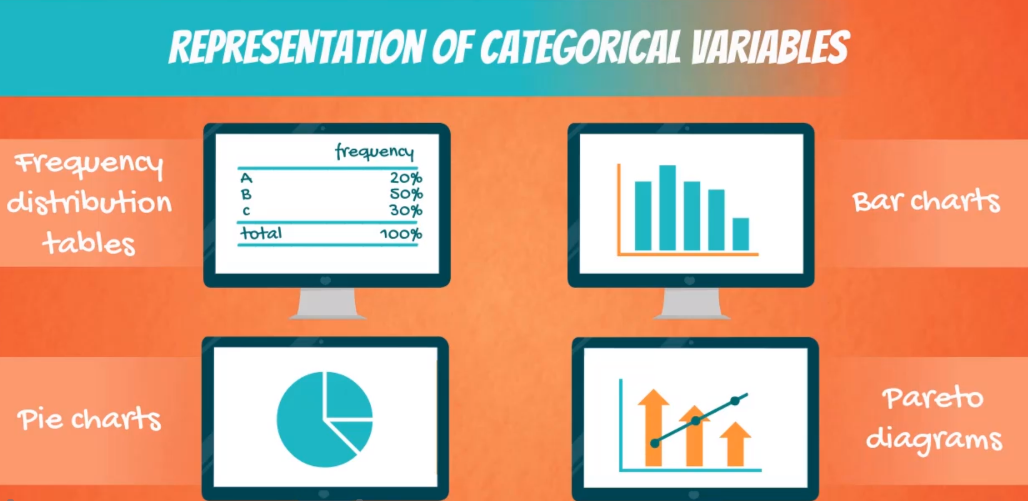 REPRESENTATION OF CATEGORICAL VARIABLES
Frequency
distribution
tables
frequency
A 20%
B 50%
C 30%
total 100%
Bar charts
Pie charts
Pareto
diagrams